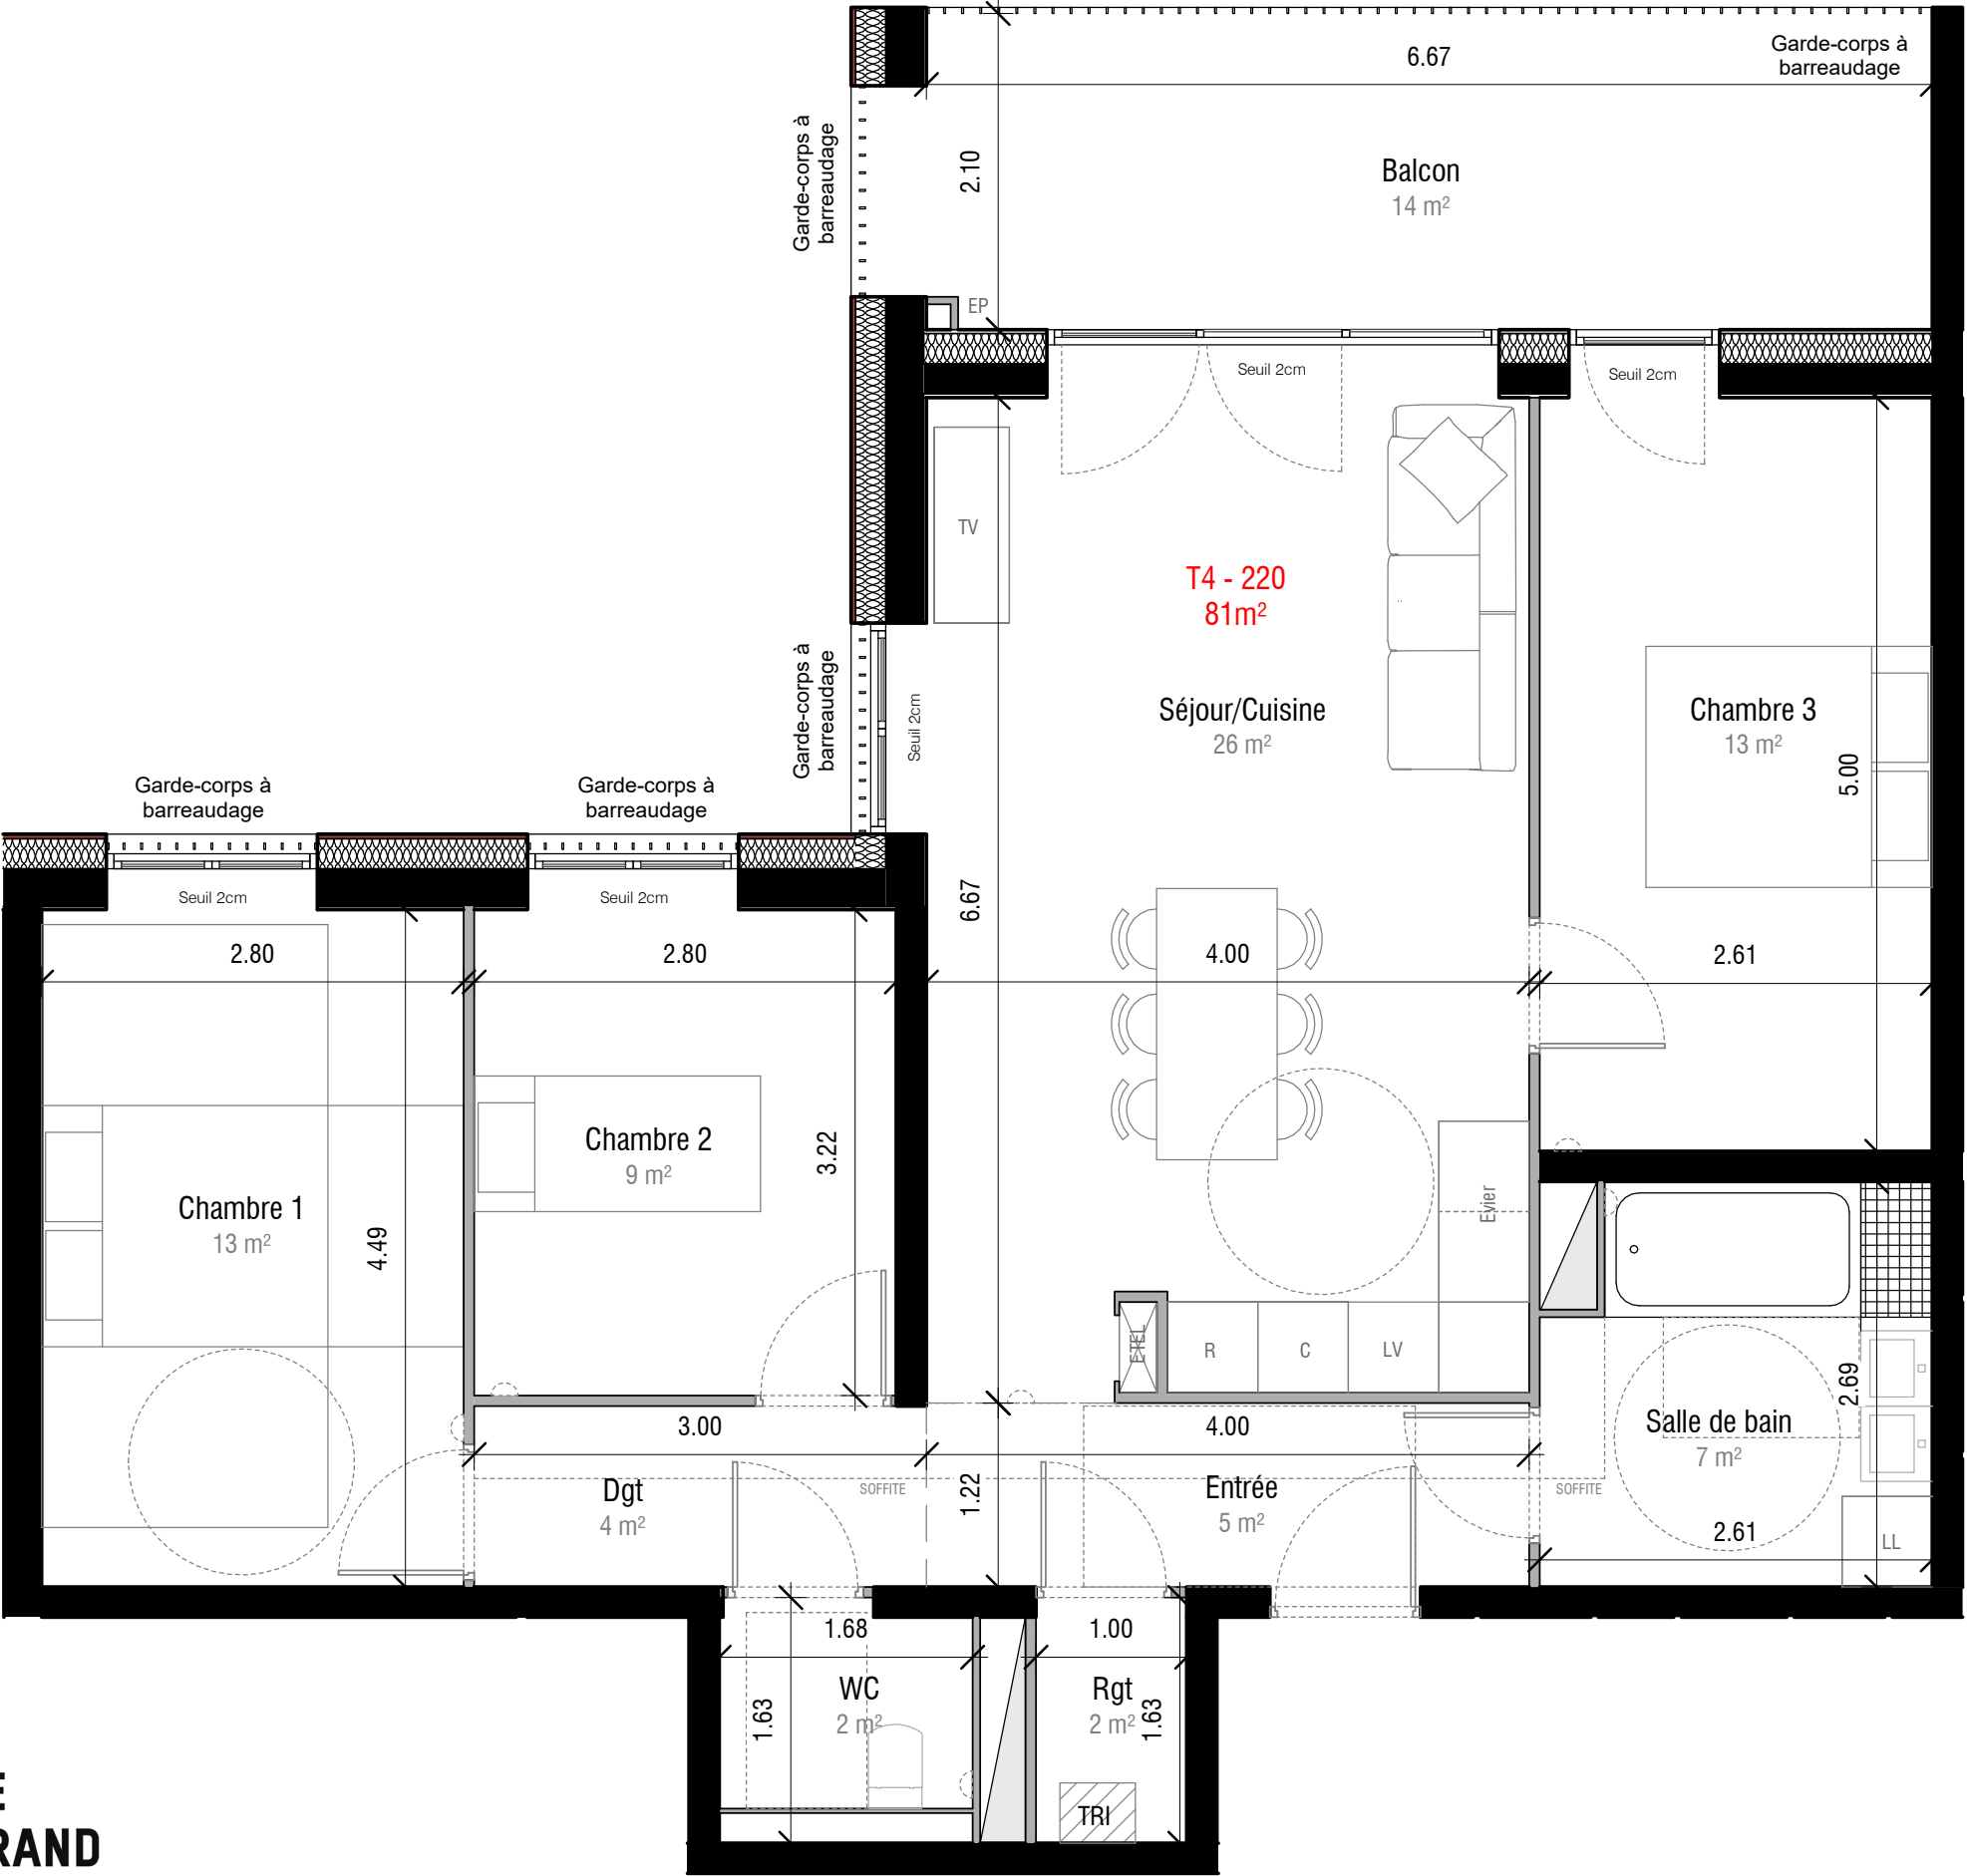 6.67
Garde-corps à
barreaudage
Garde-corps à
barreaudage
2.10
Balcon
14 m²
EP
Seuil 2cm
Seuil 2cm
TV
T4 - 220
81m²
Séjour/Cuisine
26 m²
Chambre 3
13 m²
5.00
Garde-corps à
barreaudage
Seuil 2cm
Garde-corps à
barreaudage
Garde-corps à
barreaudage
Seuil 2cm
Seuil 2cm
2.80
2.80
6.67
4.00
2.61
Chambre 2
9 m²
3.22
Chambre 1
13 m²
4.49
Evier
ETEL
R
C
LV
2.69
3.00
4.00
Salle de bain
7 m²
Dgt
4 m²
SOFFITE
1.22
Entrée
5 m²
SOFFITE
2.61
LL
1.68
1.00
WC
2 m²
1.63
Rgt
2 m²
1.63
TRI
E
RAND